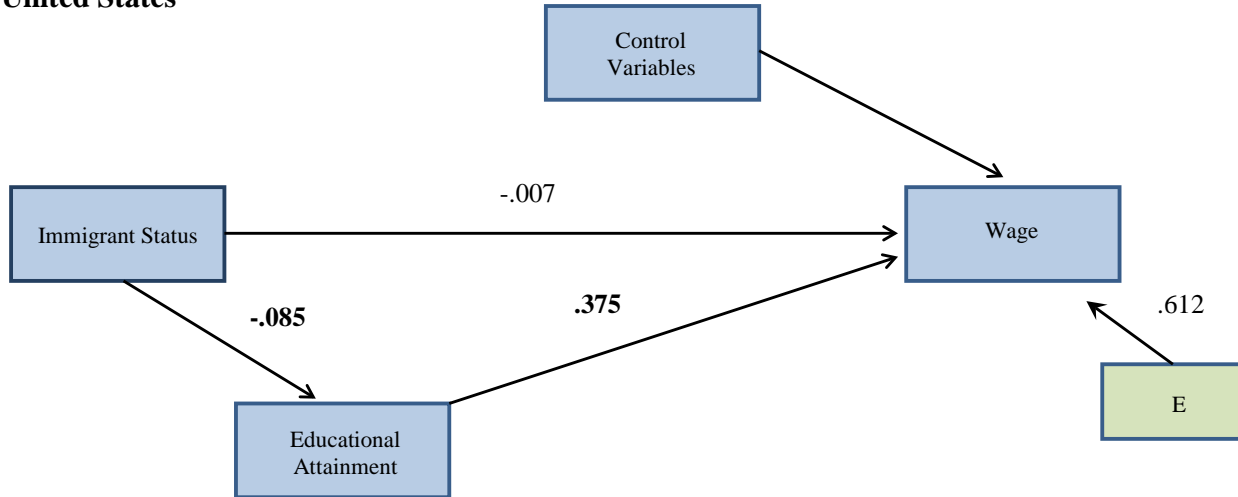 United States
Control
Variables
-.007
Immigrant Status
Wage
-.085
.375
.612
E
Educational
Attainment